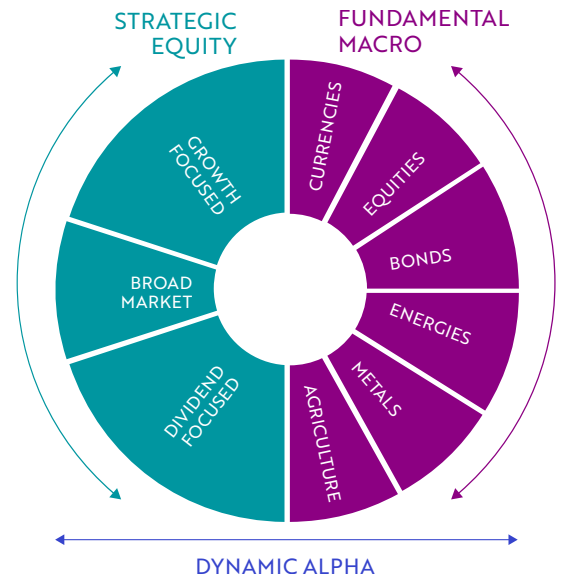 STRATEGIC
EQUITY
FUNDAMENTAL
MACRO
GROWTH
FOCUSED
BROAD
MARKET
DIVIDEND
FOCUSED
CURRENCIES
EQUITIES
BONDS
ENERGIES
METALS
AGRICULTURE
DYNAMIC ALPHA